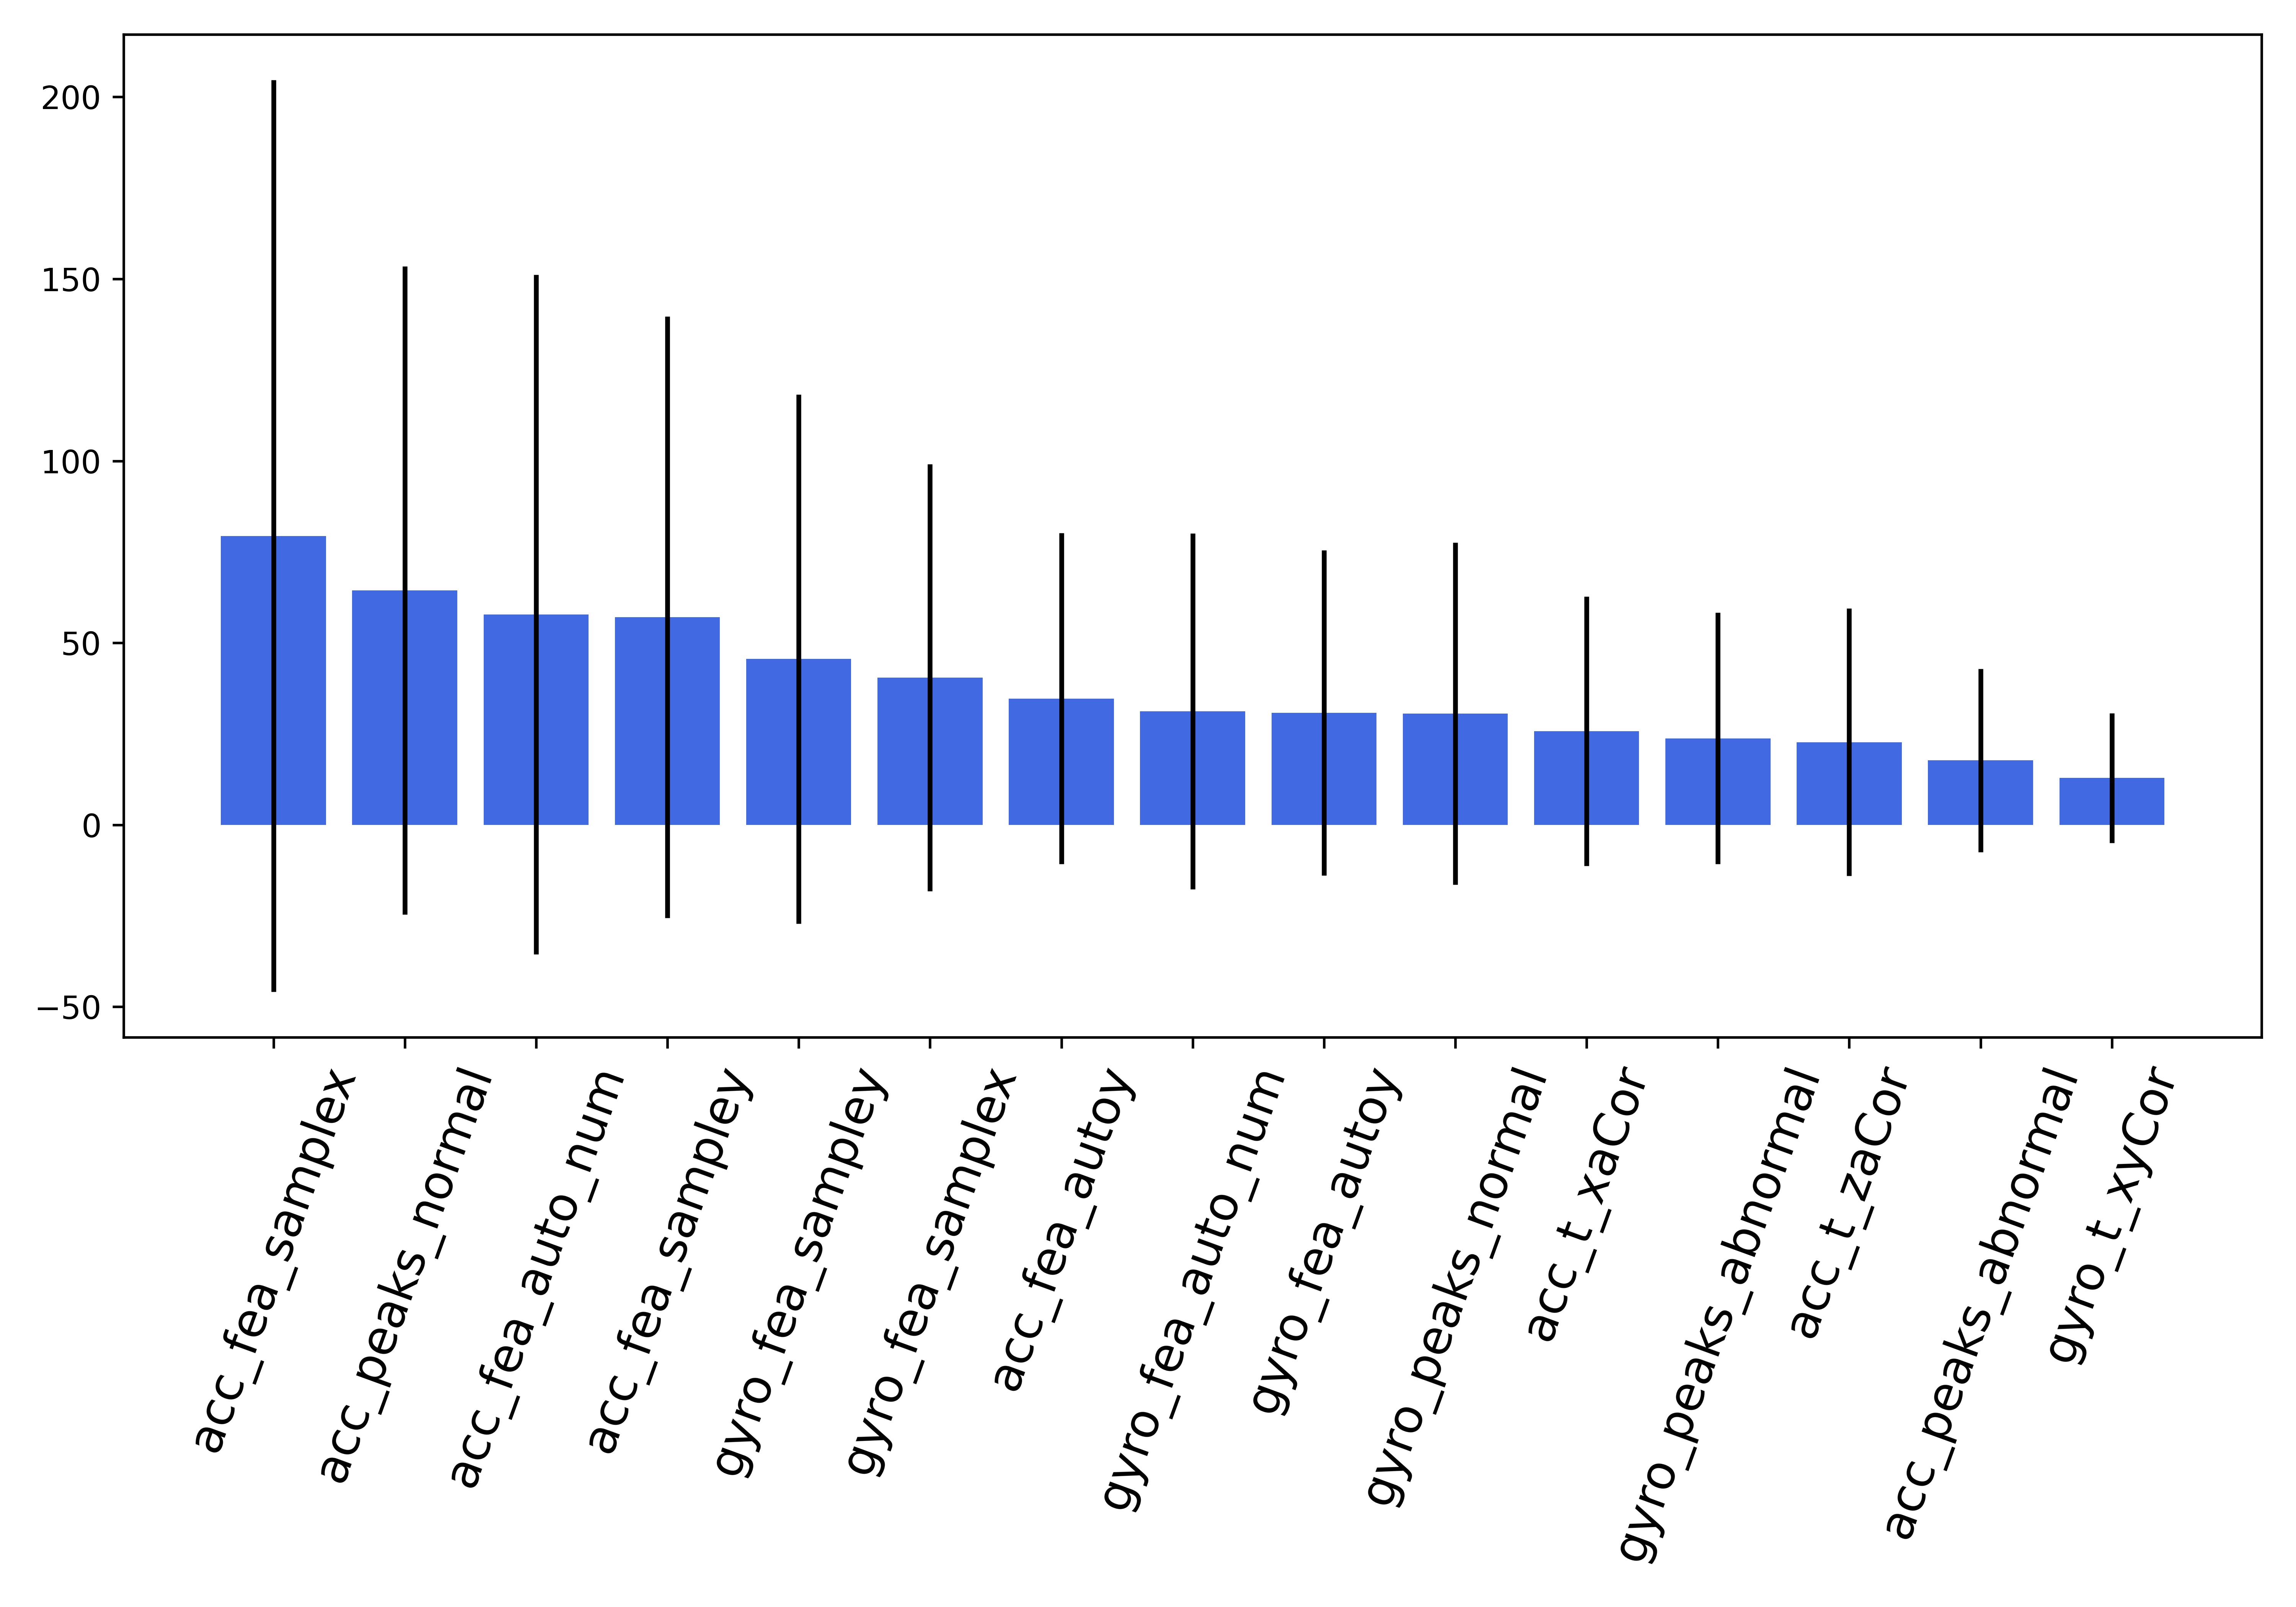 200
150
100
50
0
−50
acc_fea_samplex
acc_peaks_normal
acc_fea_auto_num
acc_fea_sampley
gyro_fea_sampley
gyro_fea_samplex
acc_fea_autoy
gyro_fea_auto_num
gyro_fea_autoy
gyro_peaks_normal
acc_t_xaCor
gyro_peaks_abnormal
acc_t_zaCor
acc_peaks_abnormal
gyro_t_xyCor